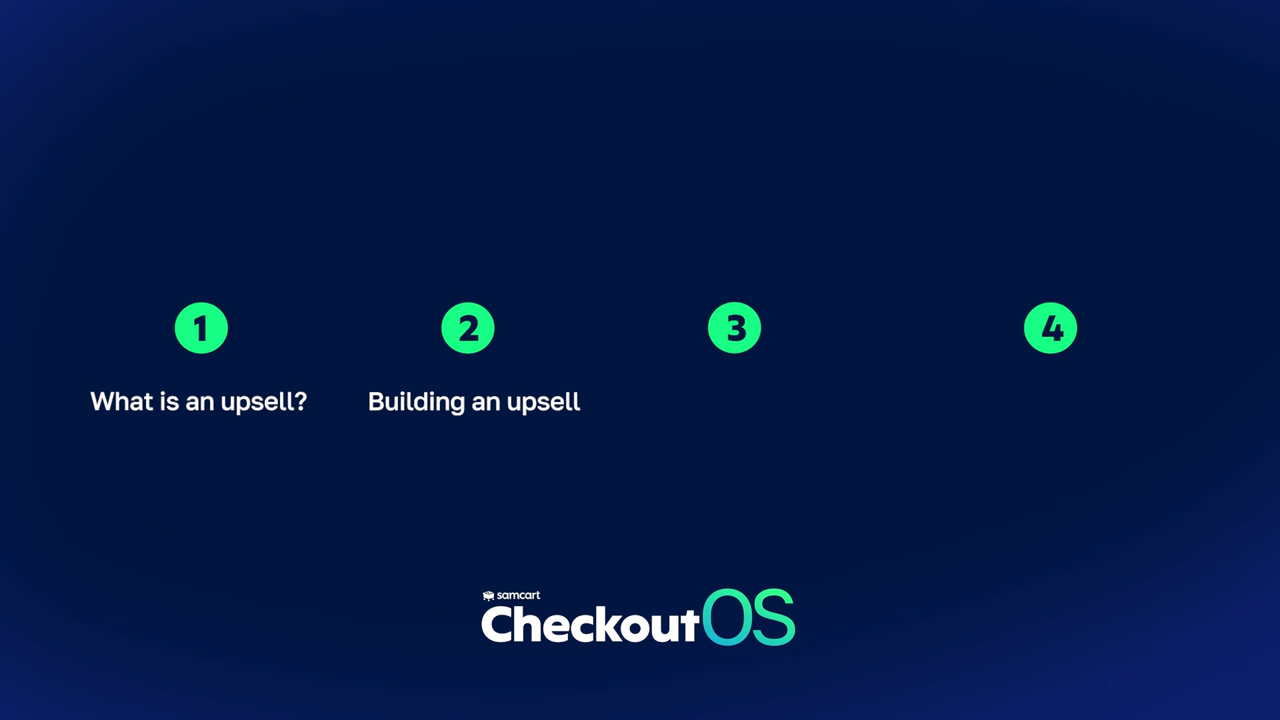 1
2
3
4
What is an upsell?
Building an upsell
samcart
CheckoutOS